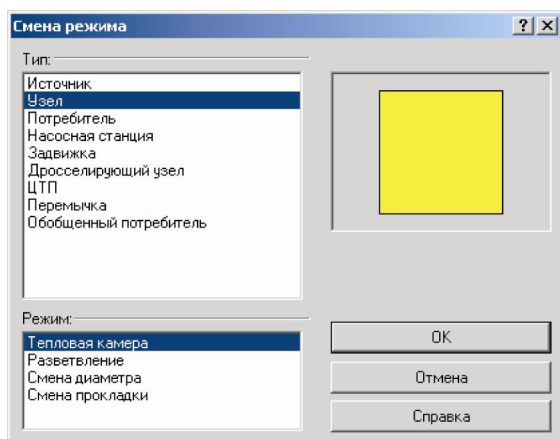 Смена режима
Тип:
Источник
Узел
Потребитель
Насосная станция
Задвижка
Дросселирующий узел
ЦТП
Перемычка
Обобщенный потребитель
Режим:
Тепловая камера
Разветвление
Смена диаметра
Смена прокладки
OK
Отмена
Справка